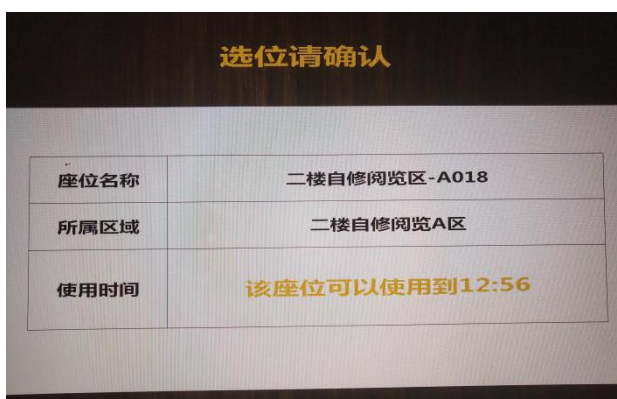 选位请确认
座位名称 二楼自修阅览区-A018
所属区域 二楼自修阅览A区
使用时间 该座位可以使用到12:56